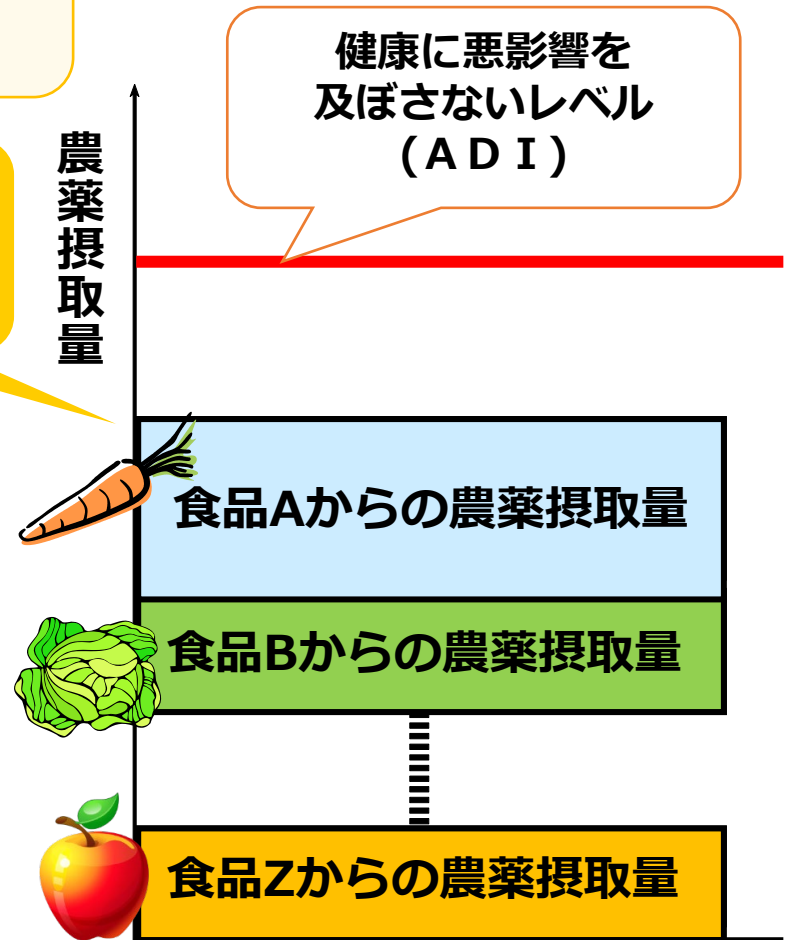 健康に悪影響を
及ぼさないレベル
(ＡＤＩ)
農薬摂取量
食品Aからの農薬摂取量
食品Bからの農薬摂取量
食品Zからの農薬摂取量